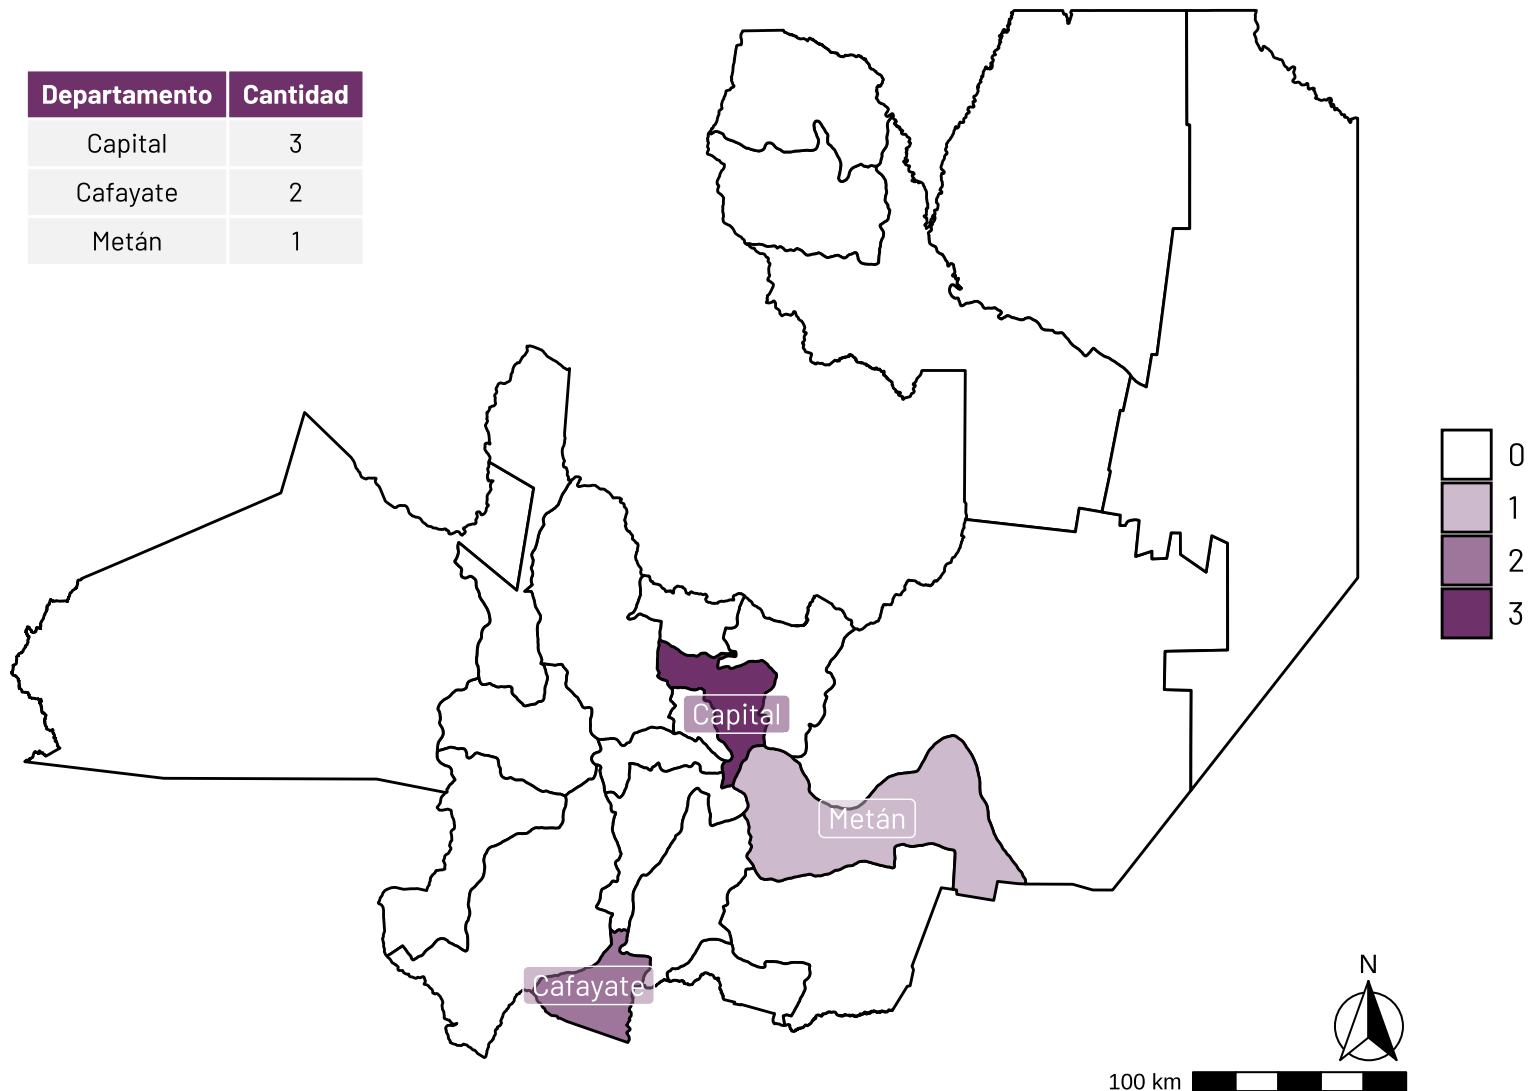 Departamento Cantidad
Capital 3
Cafayate 2
Metán 1
0
1
2
3
Capital
Metán
Cafayate
N
100 km